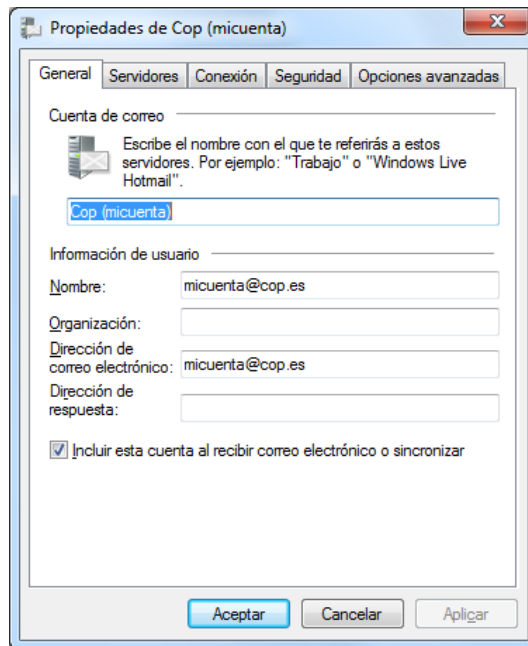 Propiedades de Cop (micuenta)
General Servidores Conexión Seguridad Opciones avanzadas
Cuenta de correo
Escribe el nombre con el que te referirás a estos
servidores. Por ejemplo: "Trabajo" o "Windows Live
Hotmail".
Cop (micuenta)
Información de usuario
Nombre: micuenta@cop.es
Organización:
Dirección de
correo electrónico: micuenta@cop.es
Dirección de
respuesta:
Incluir esta cuenta al recibir correo electrónico o sincronizar
Aceptar Cancelar Aplicar